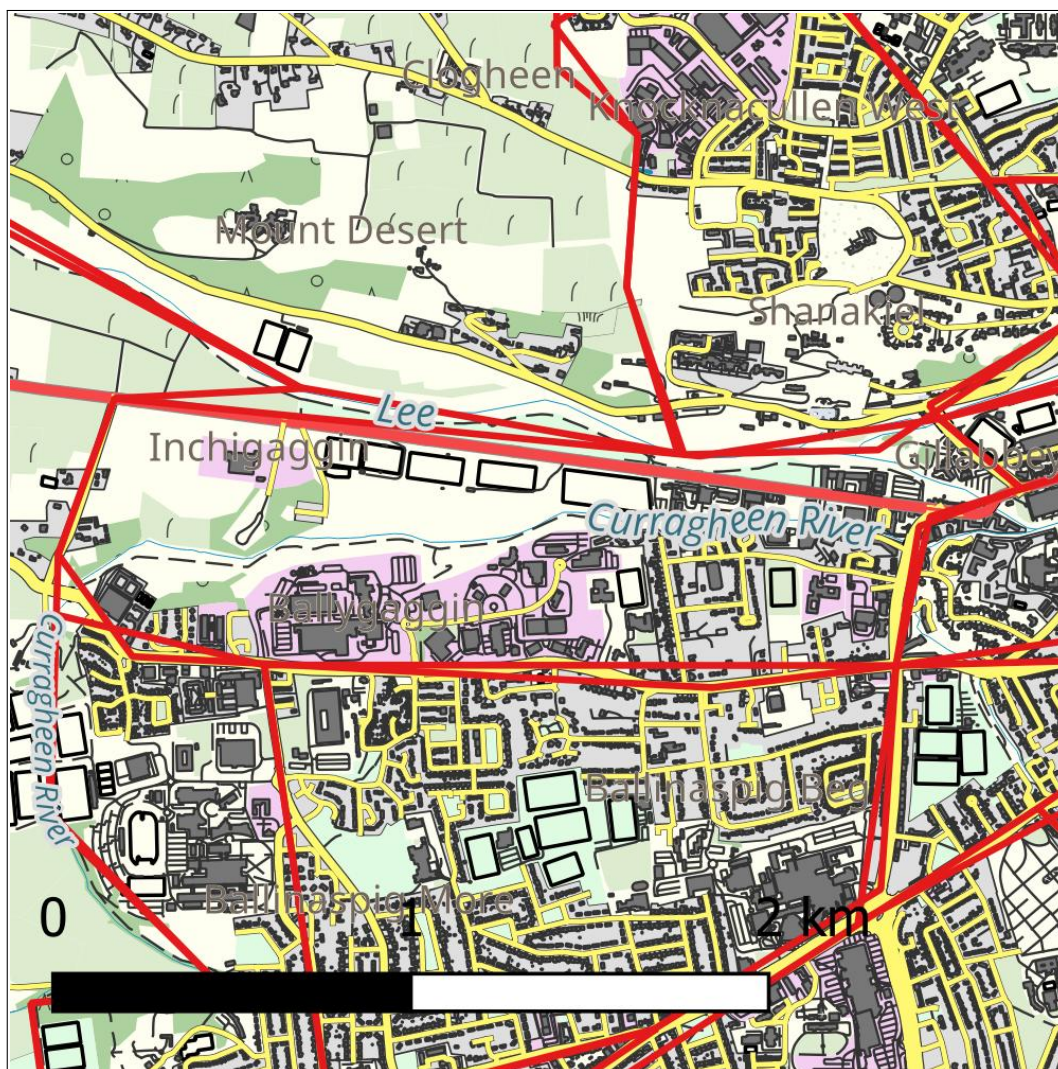 Clogheen
Knocknacullen West
Mount Desert
Shanakiel
Lee
Inchigaggin
Gillabbey
Curragheen River
Ballygaggin
Curragheen River
Ballinaspig Beg
Ballinaspig More
0 1 2 km